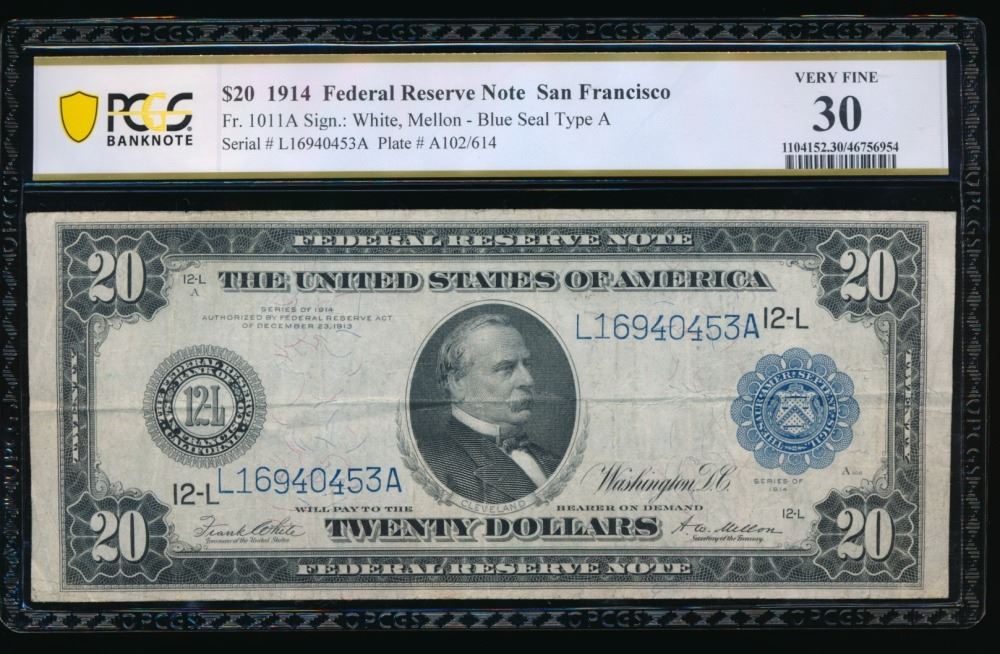 PCGS
BANKNOTE
$20 1914 Federal Reserve Note San Francisco
Fr. 1011A Sign.: White, Mellon - Blue Seal Type A
Serial # L16940453A Plate # A102/614
VERY FINE
30
1104152.30/46756954
FEDERAL RESERVE NOTE
20
20
12-L
A
THE UNITED STATES OF AMERICA
SERIES OF 1914
AUTHORIZED BY FEDERAL RESERVE ACT
OF DECEMBER 23, 1913
L16940453A
12-L
TWENTY
TWENTY
12-L
12-L
L16940453A
CLEVELAND
Washington, D.C.
SERIES OF
1914
WILL PAY TO THE
BEARER ON DEMAND
12-L
20
Frank White
Treasurer of the United States
TWENTY DOLLARS
A.W. Mellon
Secretary of the Treasury.
20
FEDERAL RESERVE NOTE